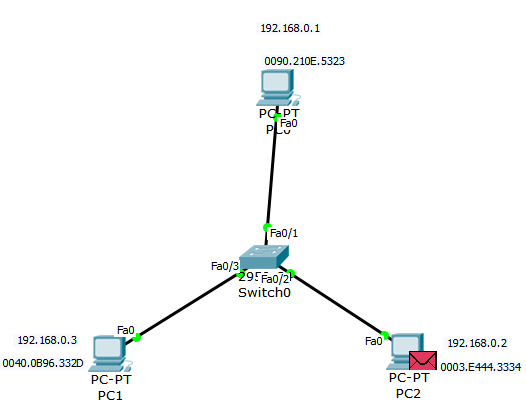 192.168.0.1
0090.210E.5323
PC-PT
PC0
Fa0
Fa0/1
Fa0/3
Fa0/2
Switch0
192.168.0.3
0040.0B96.332D
Fa0
PC-PT
PC1
Fa0
192.168.0.2
0003.E444.3334
PC-PT
PC2